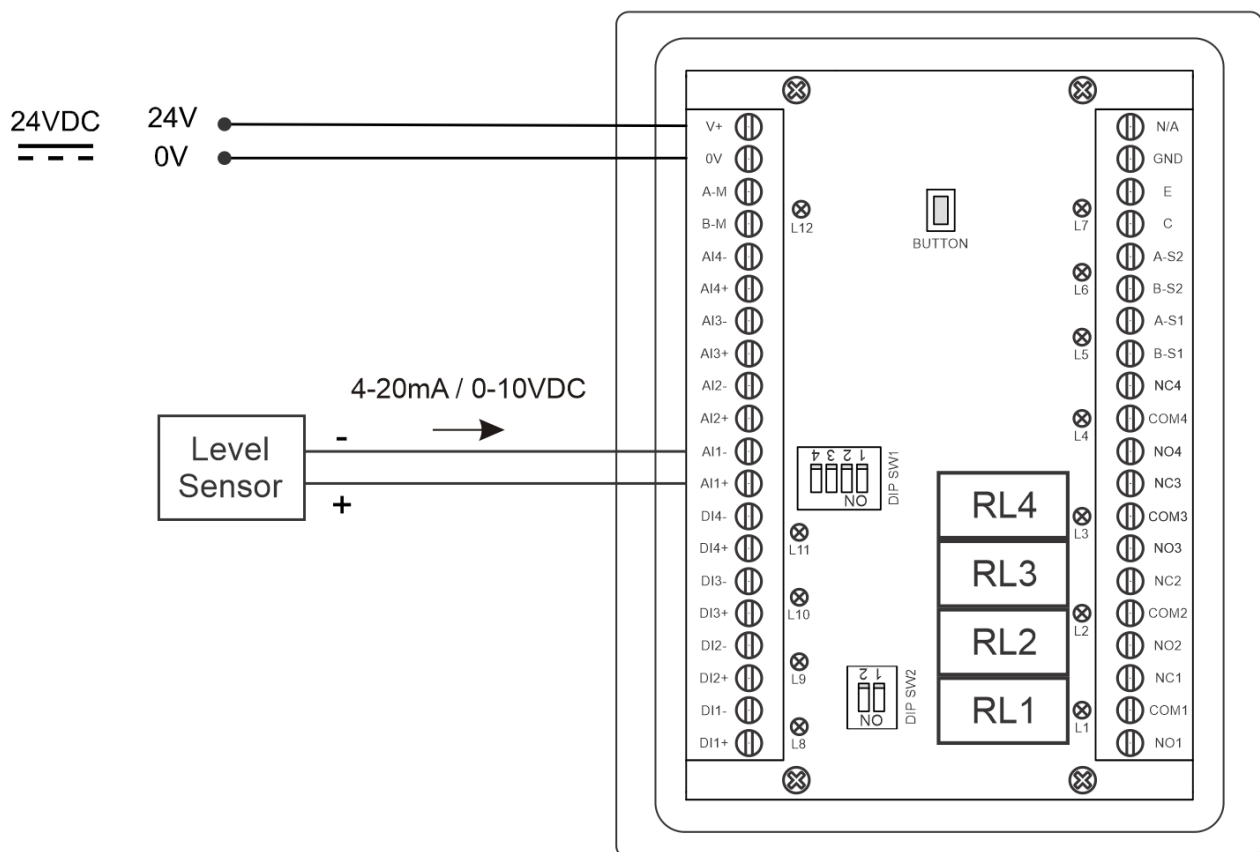 24VDC
24V
0V
Level
Sensor
-
+
4-20mA / 0-10VDC
V+
0V
A-M
B-M
AI4-
AI4+
AI3-
AI3+
AI2-
AI2+
AI1-
AI1+
DI4-
DI4+
DI3-
DI3+
DI2-
DI2+
DI1-
DI1+
L12
L11
L10
L9
L8
BUTTON
4 3 2 1
NO
DIP SW1
2 1
NO
DIP SW2
RL4
RL3
RL2
RL1
L7
L6
L5
L4
L3
L2
L1
N/A
GND
E
C
A-S2
B-S2
A-S1
B-S1
NC4
COM4
NO4
NC3
COM3
NO3
NC2
COM2
NO2
NC1
COM1
NO1